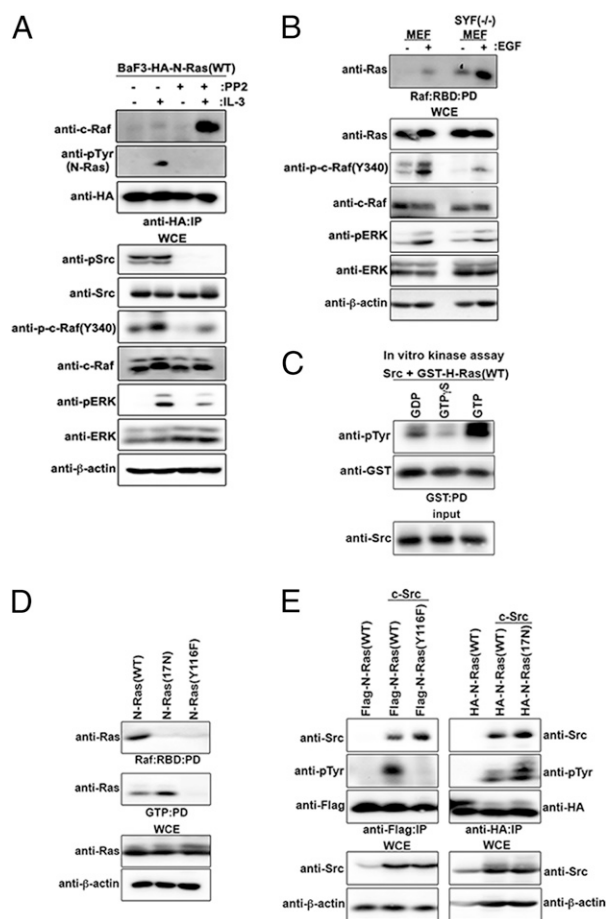 A
BaF3-HA-N-Ras(WT)
- - + + :PP2
- + - + :IL-3
anti-c-Raf
anti-pTyr
(N-Ras)
anti-HA
anti-HA:IP
WCE
anti-pSrc
anti-Src
anti-p-c-Raf(Y340)
anti-c-Raf
anti-pERK
anti-ERK
anti-β-actin
B
SYF(-/-)
MEF MEF
- + - + :EGF
anti-Ras
Raf:RBD:PD
WCE
anti-Ras
anti-p-c-Raf(Y340)
anti-c-Raf
anti-pERK
anti-ERK
anti-β-actin
C
In vitro kinase assay
Src + GST-H-Ras(WT)
GDP
GTPγS
GTP
anti-pTyr
anti-GST
GST:PD
input
anti-Src
D
N-Ras(WT)
N-Ras(17N)
N-Ras(Y116F)
anti-Ras
Raf:RBD:PD
anti-Ras
GTP:PD
WCE
anti-Ras
anti-β-actin
E
c-Src
Flag-N-Ras(WT)
Flag-N-Ras(WT)
Flag-N-Ras(Y116F)
anti-Src
anti-pTyr
anti-Flag
anti-Flag:IP
WCE
anti-Src
anti-β-actin
c-Src
HA-N-Ras(WT)
HA-N-Ras(WT)
HA-N-Ras(17N)
anti-Src
anti-pTyr
anti-HA
anti-HA:IP
WCE
anti-Src
anti-β-actin